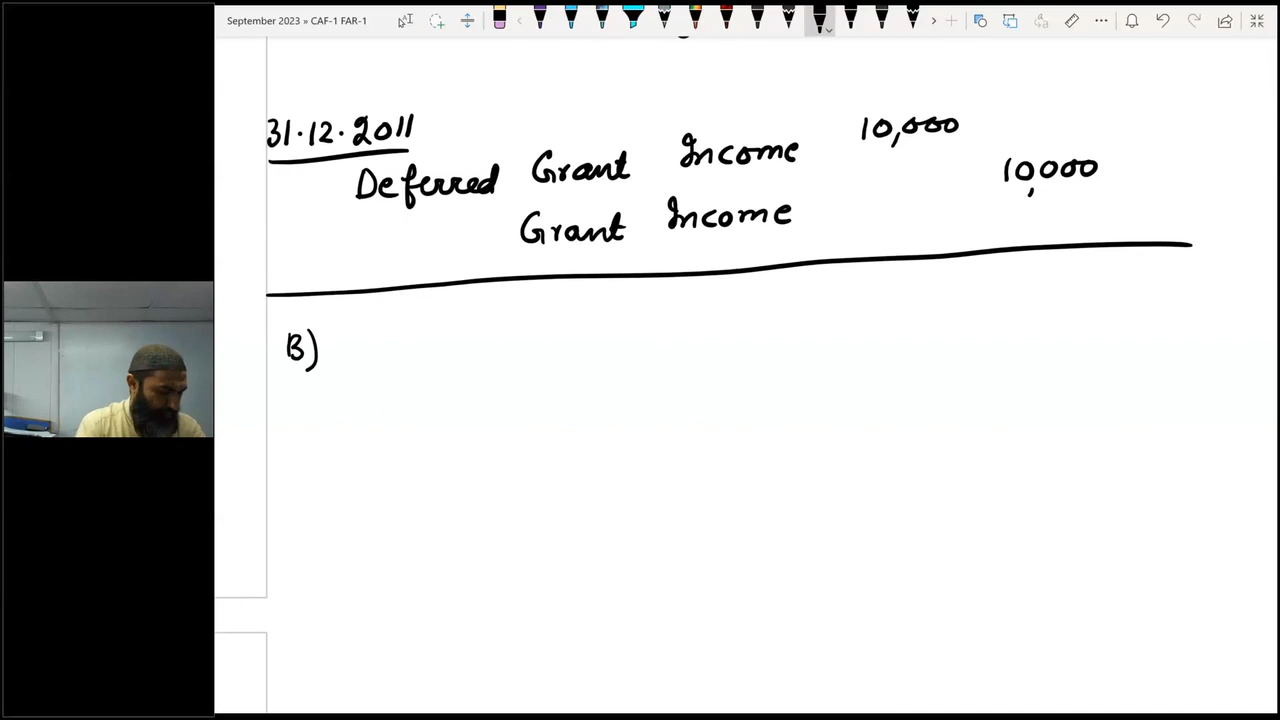 September 2023 » CAF-1 FAR-1
31.12.2011
Deferred Grant Income 10,000
Grant Income 10,000
B)